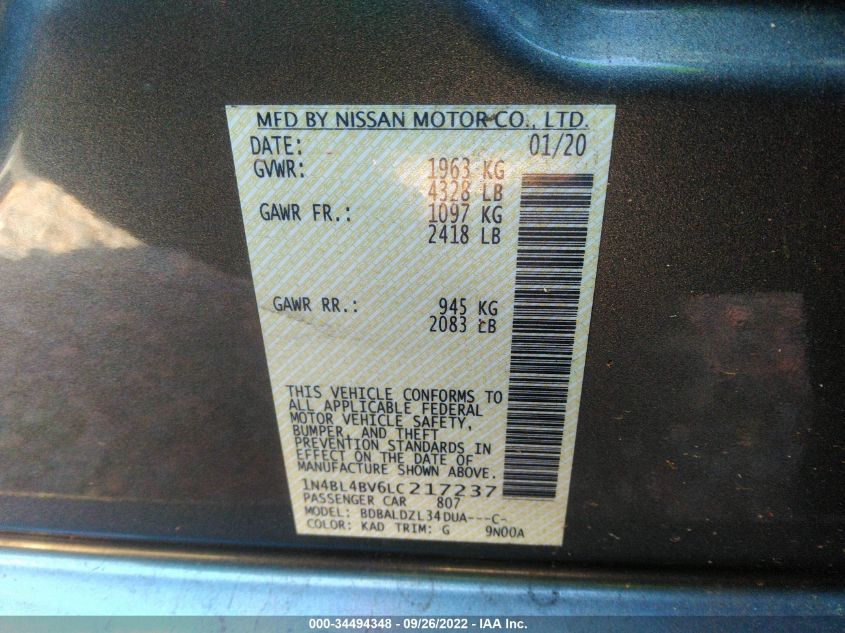 MFD BY NISSAN MOTOR CO., LTD.
DATE: 01/20
GVWR: 1963 KG
4328 LB
GAWR FR.: 1097 KG
2418 LB
GAWR RR.: 945 KG
2083 LB
THIS VEHICLE CONFORMS TO
ALL APPLICABLE FEDERAL
MOTOR VEHICLE SAFETY,
BUMPER, AND THEFT
PREVENTION STANDARDS IN
EFFECT ON THE DATE OF
MANUFACTURE SHOWN ABOVE.
1N4BL4BV6LC217237
PASSENGER CAR 807
MODEL: BDBALDZL34DUA---C-
COLOR: KAD TRIM: G 9N00A
000-34494348 - 09/26/2022 - IAA Inc.